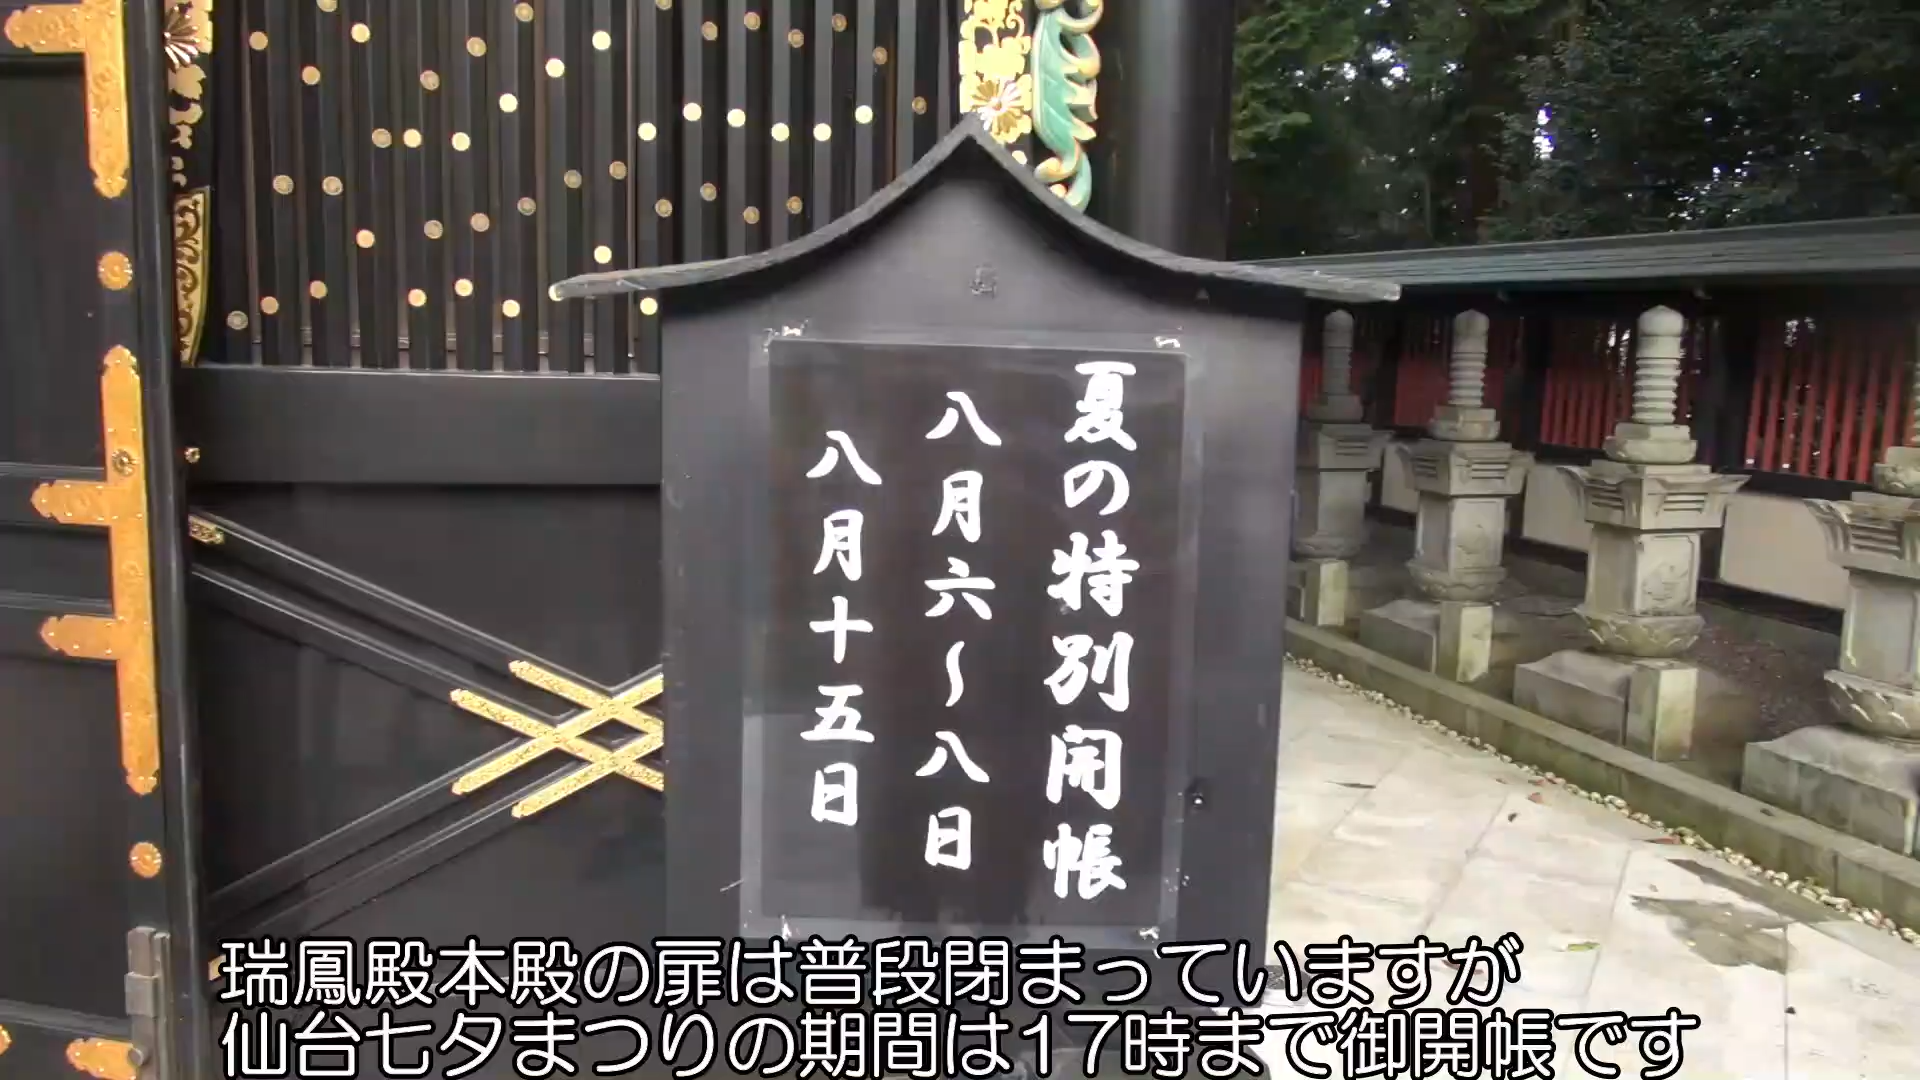 夏の特別開帳
八月六〜八日
八月十五日
瑞鳳殿本殿の扉は普段閉まっていますが
仙台七夕まつりの期間は17時まで御開帳です